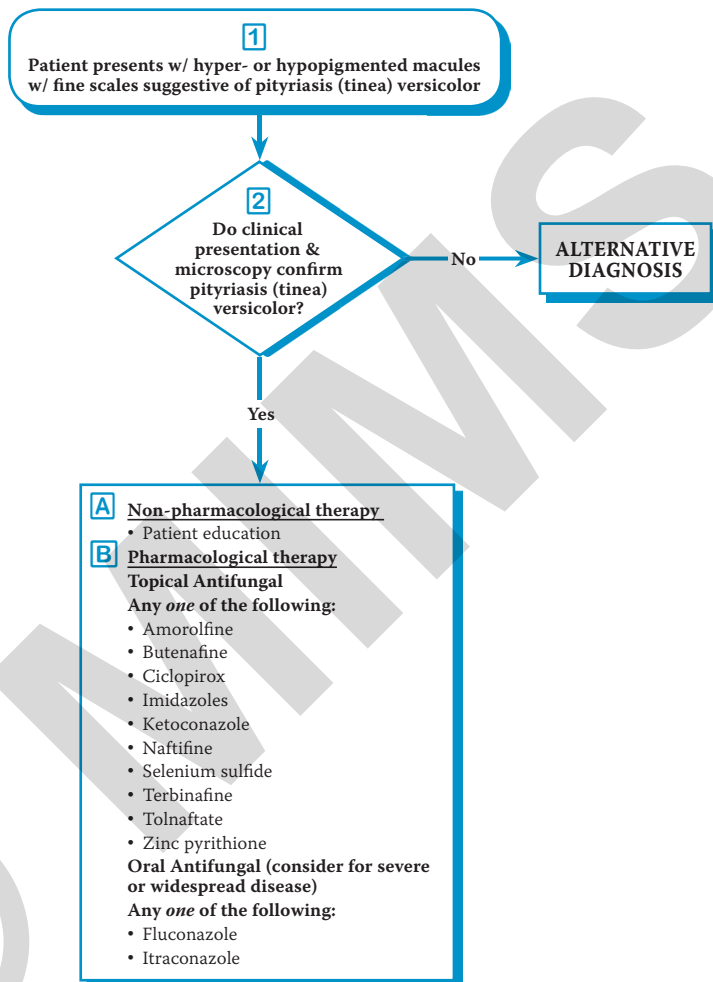 1
Patient presents w/ hyper- or hypopigmented macules
w/ fine scales suggestive of pityriasis (tinea) versicolor
2
Do clinical
presentation &
microscopy confirm
pityriasis (tinea)
versicolor?
No
ALTERNATIVE
DIAGNOSIS
Yes
A Non-pharmacological therapy
• Patient education
B Pharmacological therapy
Topical Antifungal
Any one of the following:
• Amorolfine
• Butenafine
• Ciclopirox
• Imidazoles
• Ketoconazole
• Naftifine
• Selenium sulfide
• Terbinafine
• Tolnaftate
• Zinc pyrithione
Oral Antifungal (consider for severe
or widespread disease)
Any one of the following:
• Fluconazole
• Itraconazole
© MIMS